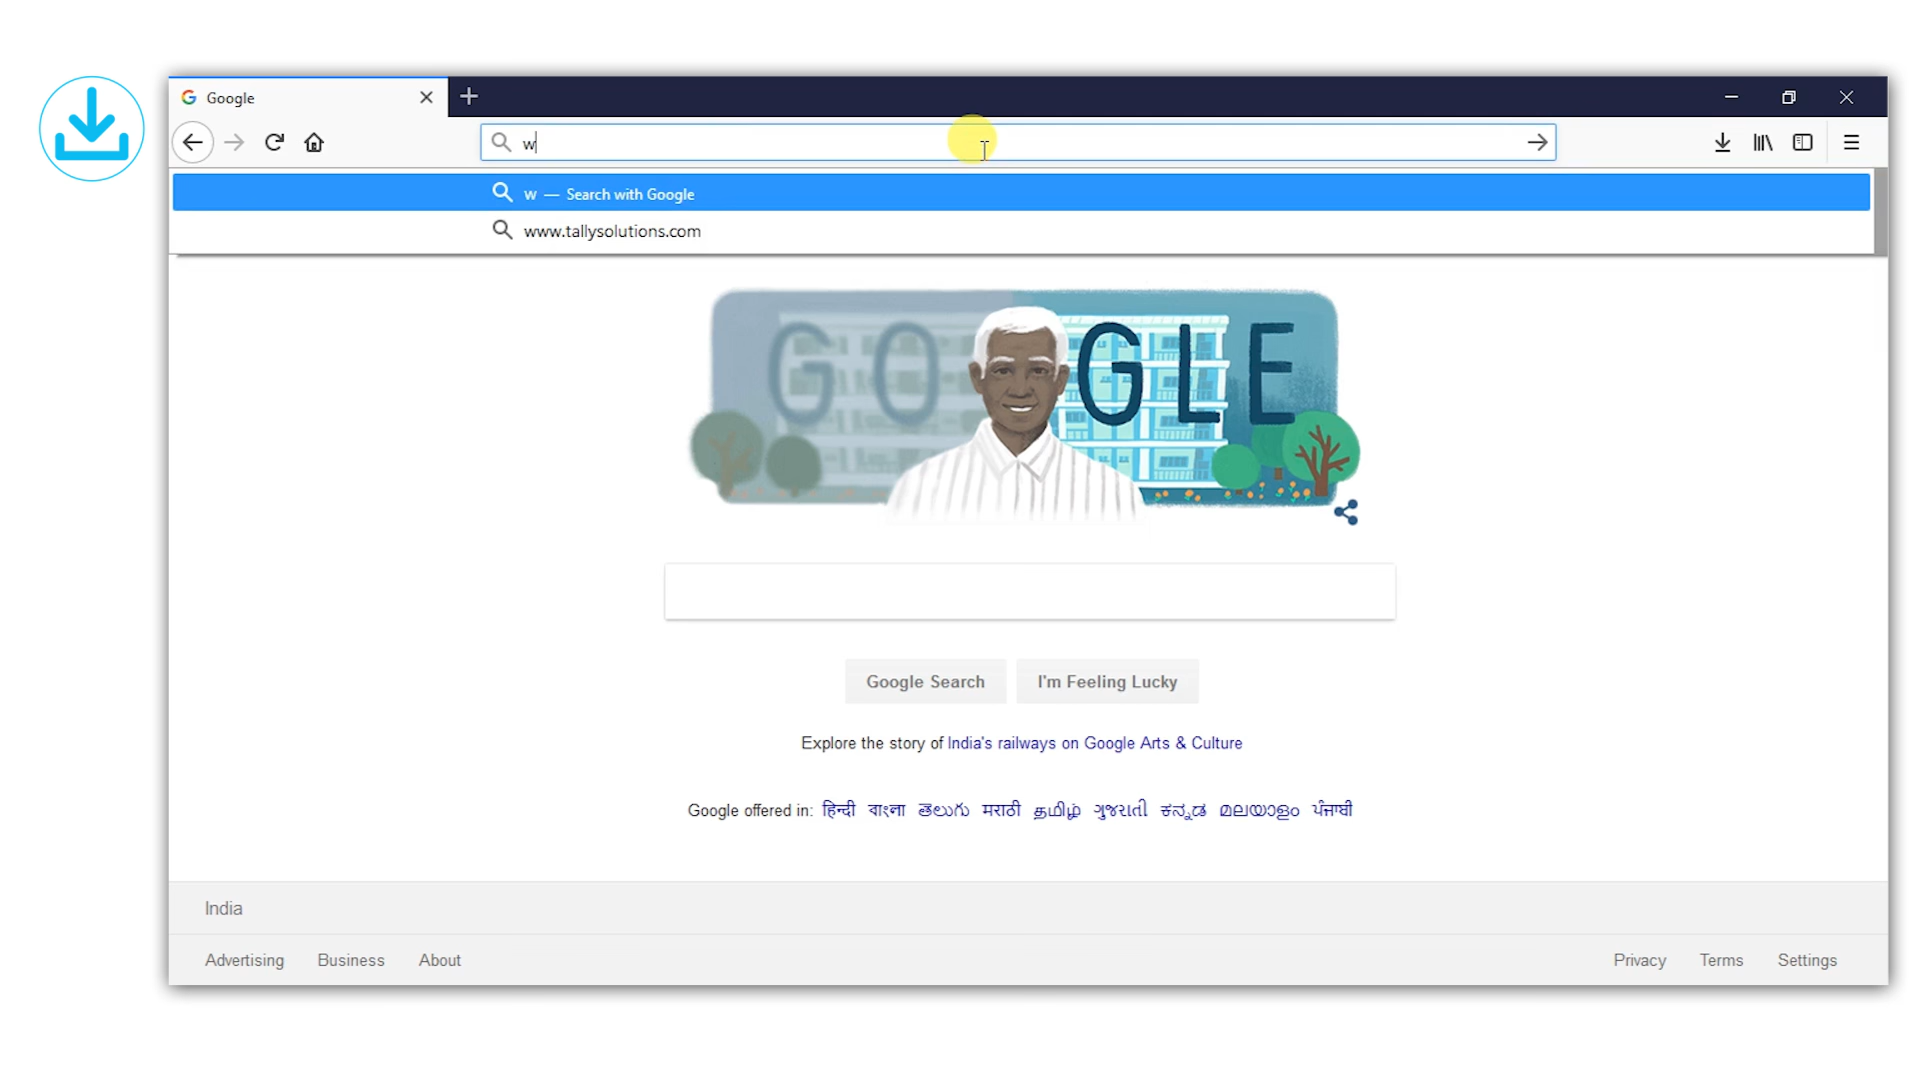 Google
w
w — Search with Google
www.tallysolutions.com
GOOGLE
Google Search
I'm Feeling Lucky
Explore the story of India's railways on Google Arts & Culture
Google offered in: हिन्दी বাংলা తెలుగు मराठी தமிழ் ગુજરાતી ಕನ್ನಡ മലയാളം ਪੰਜਾਬੀ
India
Advertising Business About Privacy Terms Settings